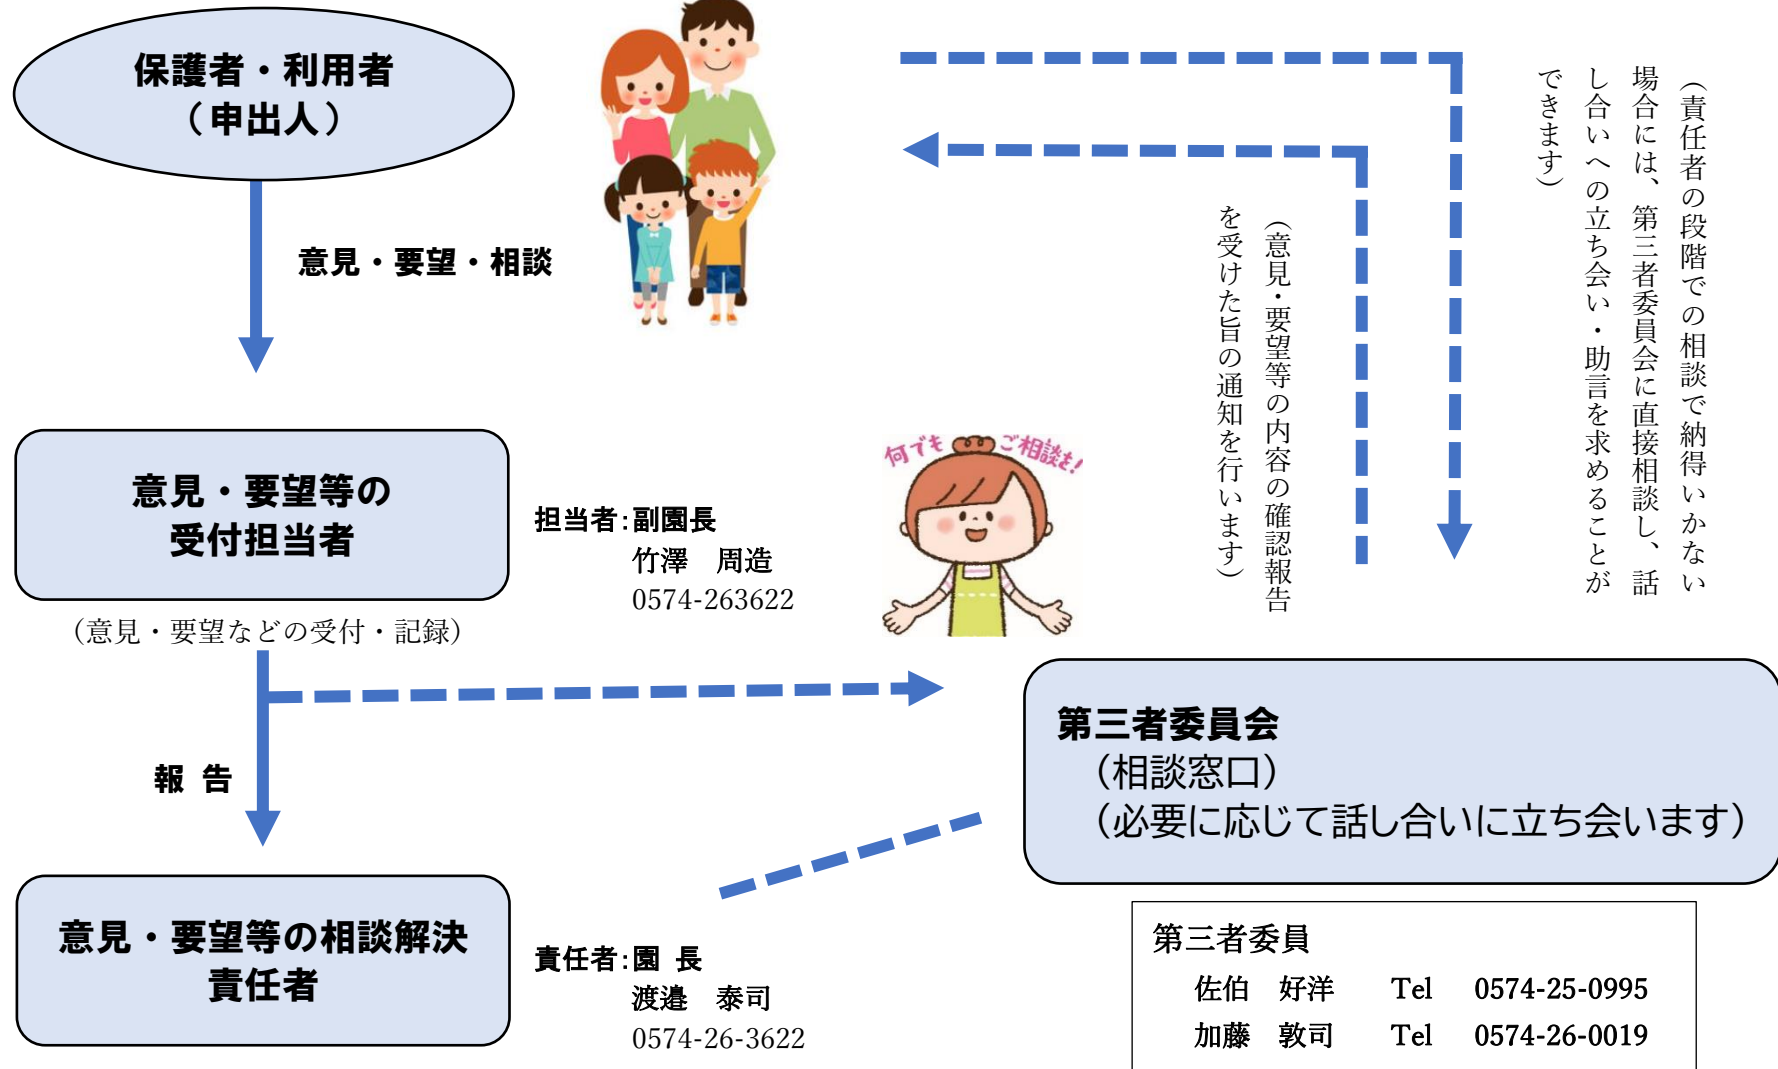 保護者・利用者
（申出人）
意見・要望・相談
（責任者の段階での相談で納得いかない
場合には、第三者委員会に直接相談し、話
し合いへの立ち会い・助言を求めることが
できます）
（意見・要望等の内容の確認報告
を受けた旨の通知を行います）
意見・要望等の
受付担当者
（意見・要望などの受付・記録）
担当者：副園長
竹澤　周造
0574-263622
何でもご相談を！
報 告
第三者委員会
（相談窓口）
（必要に応じて話し合いに立ち会います）
意見・要望等の相談解決
責任者
責任者：園 長
渡邉　泰司
0574-26-3622
第三者委員
佐伯　好洋　Tel　0574-25-0995
加藤　敦司　Tel　0574-26-0019